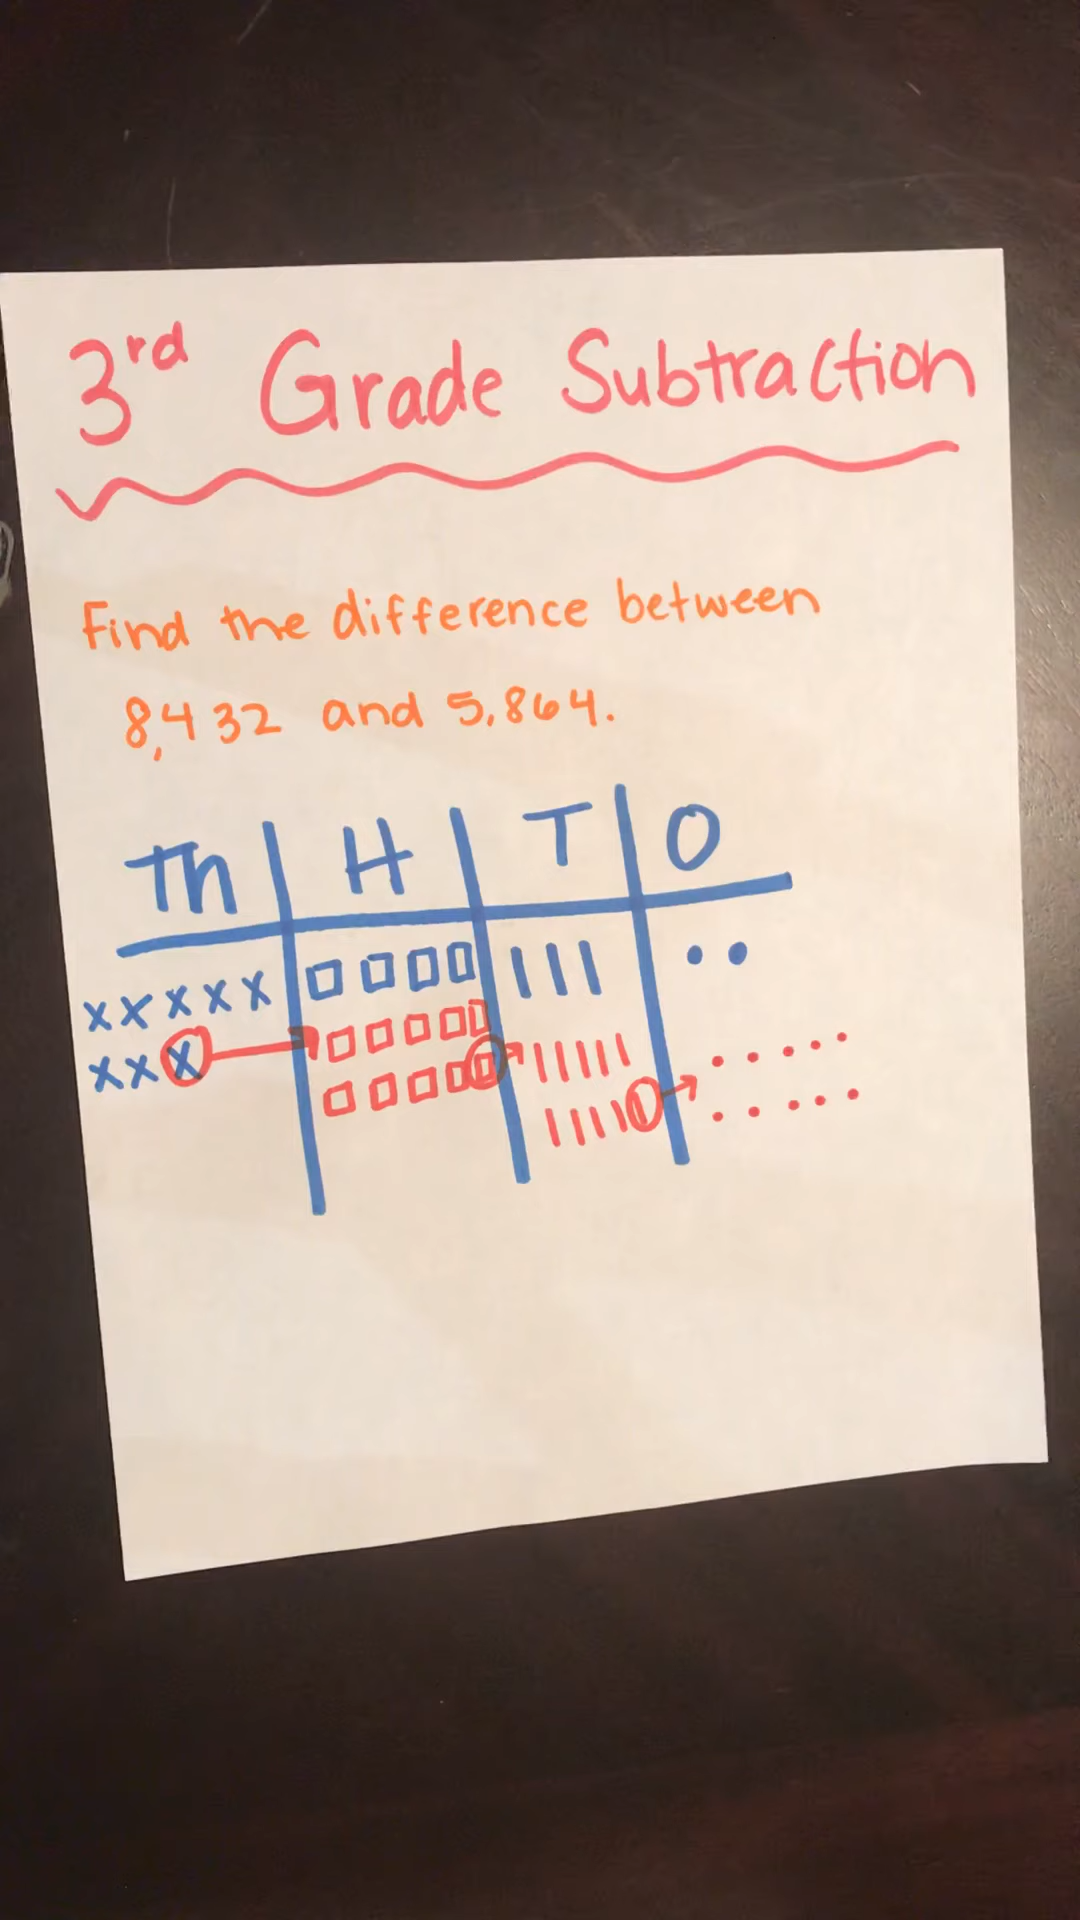 3rd Grade Subtraction
Find the difference between
8,432 and 5,864.
Th H T O
x x x x x
x x x